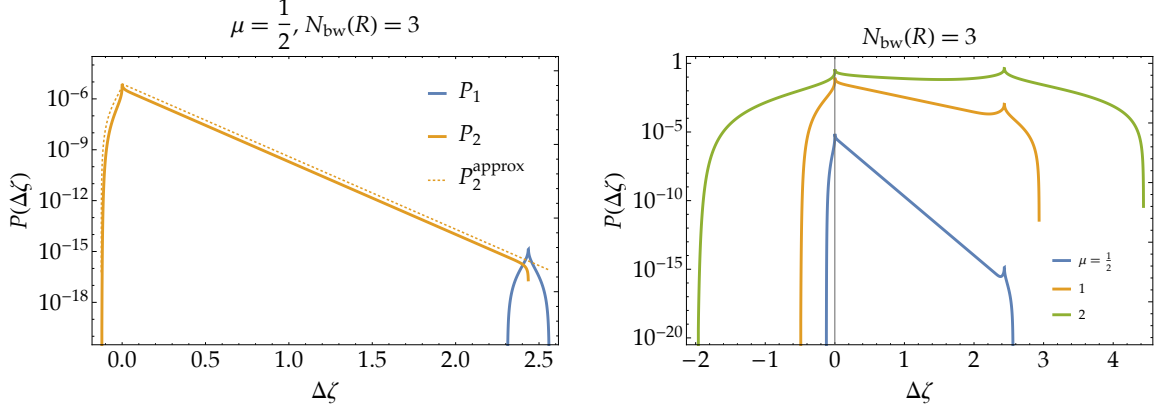 μ = 1/2, N_bw(R) = 3
P(Δζ)
10^-6
10^-9
10^-12
10^-15
10^-18
P_1
P_2
P_2^approx
0.0 0.5 1.0 1.5 2.0 2.5
Δζ
N_bw(R) = 3
P(Δζ)
1
10^-5
10^-10
10^-15
10^-20
μ = 1/2
1
2
-2 -1 0 1 2 3 4
Δζ